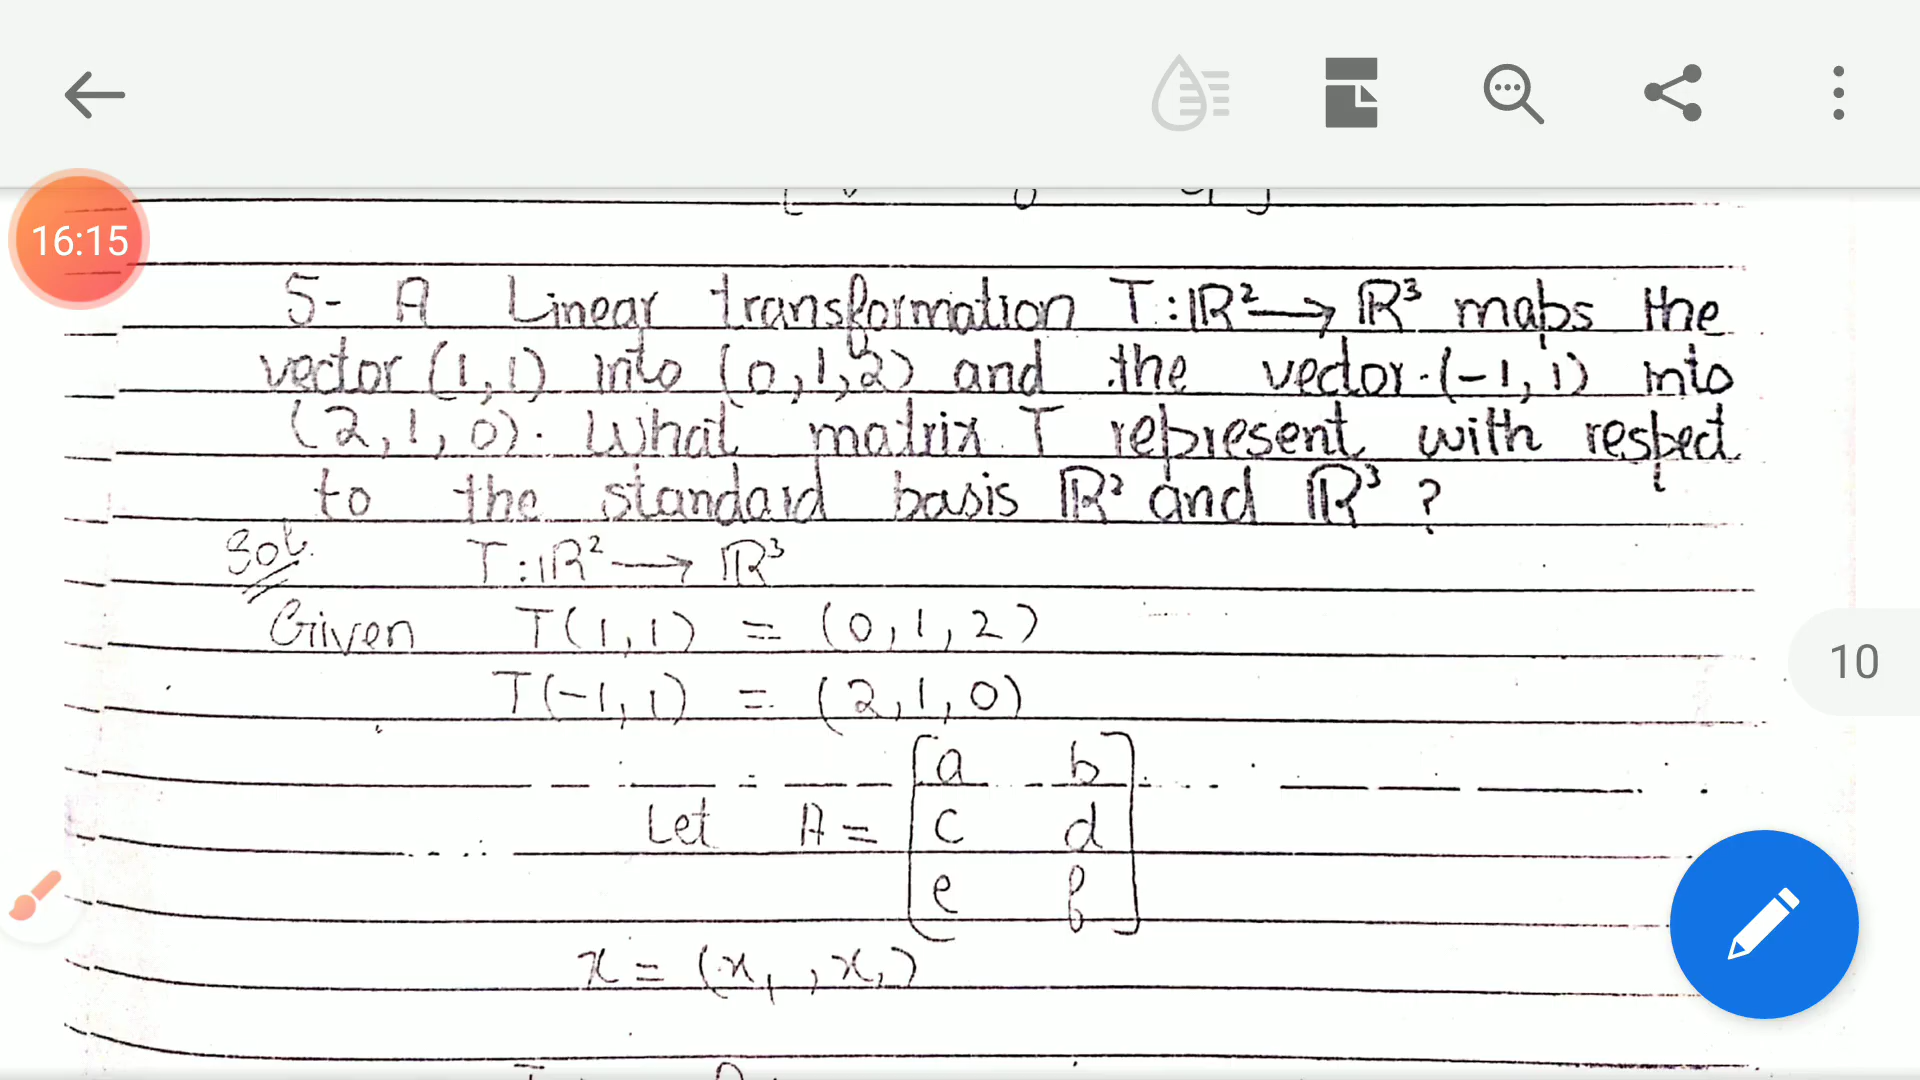 16:15
5- A Linear transformation T:ℝ²→ℝ³ maps the
vector (1,1) into (0,1,2) and the vector (-1,1) into
(2,1,0). What matrix T represent with respect
to the standard basis ℝ² and ℝ³ ?
Sol.
T:ℝ²→ℝ³
Given T(1,1) = (0,1,2)
T(-1,1) = (2,1,0)
10
a b
Let A = c d
e f
x = (x₁, x₂)